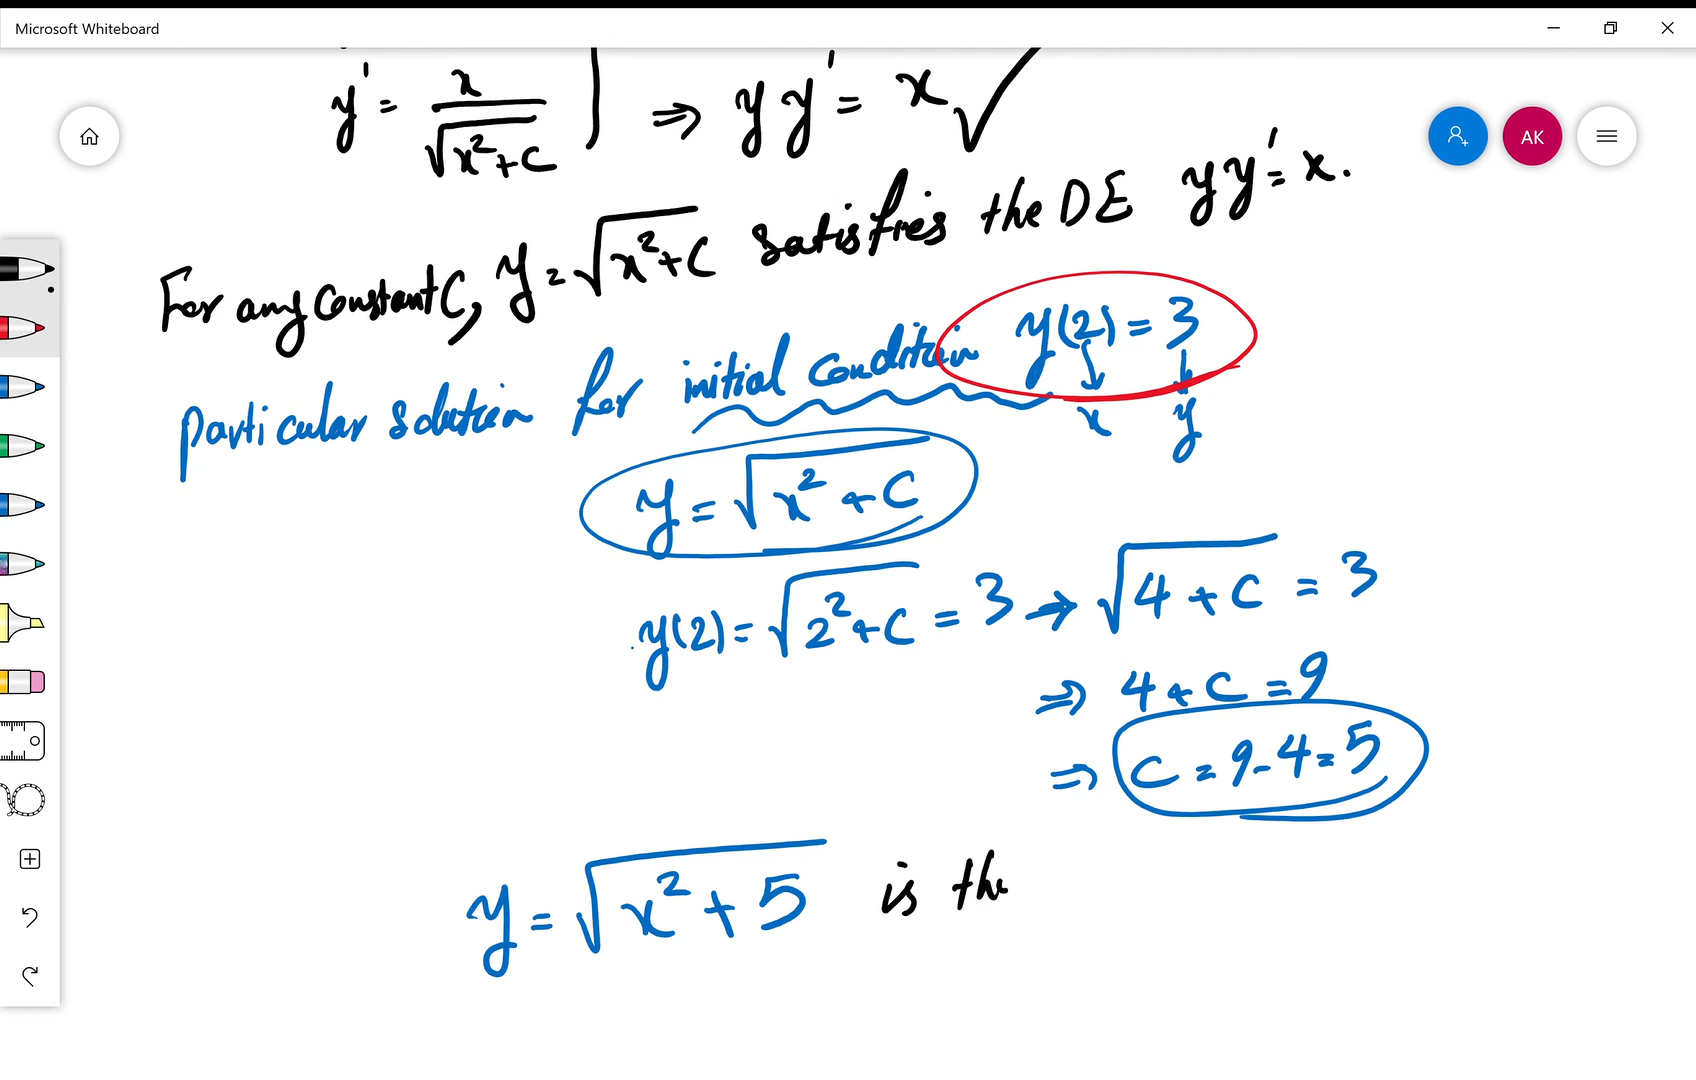 Microsoft Whiteboard
y' = x/√(x²+C) ⇒ yy' = x √
AK
For any constant C, y = √(x²+C) satisfies the DE yy' = x.
particular solution for initial condition y(2) = 3
x y
y = √(x² + C)
y(2) = √(2²+C) = 3 → √(4+C) = 3
⇒ 4 + C = 9
⇒ C = 9-4 = 5
y = √(x² + 5) is the